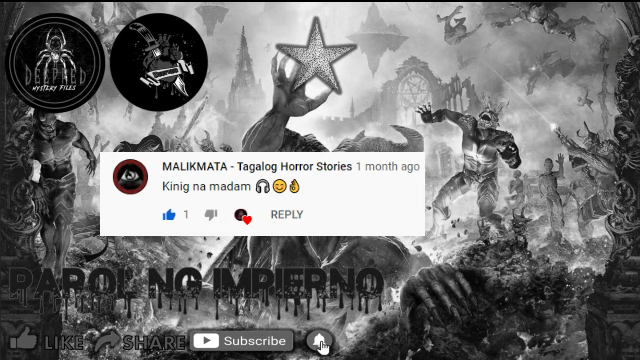 DEEPRED
MYSTERY FILES
MALIKMATA - Tagalog Horror Stories 1 month ago
Kinig na madam 🎧😊👌
1
REPLY
PAROL NG IMPIERNO
LIKE SHARE Subscribe